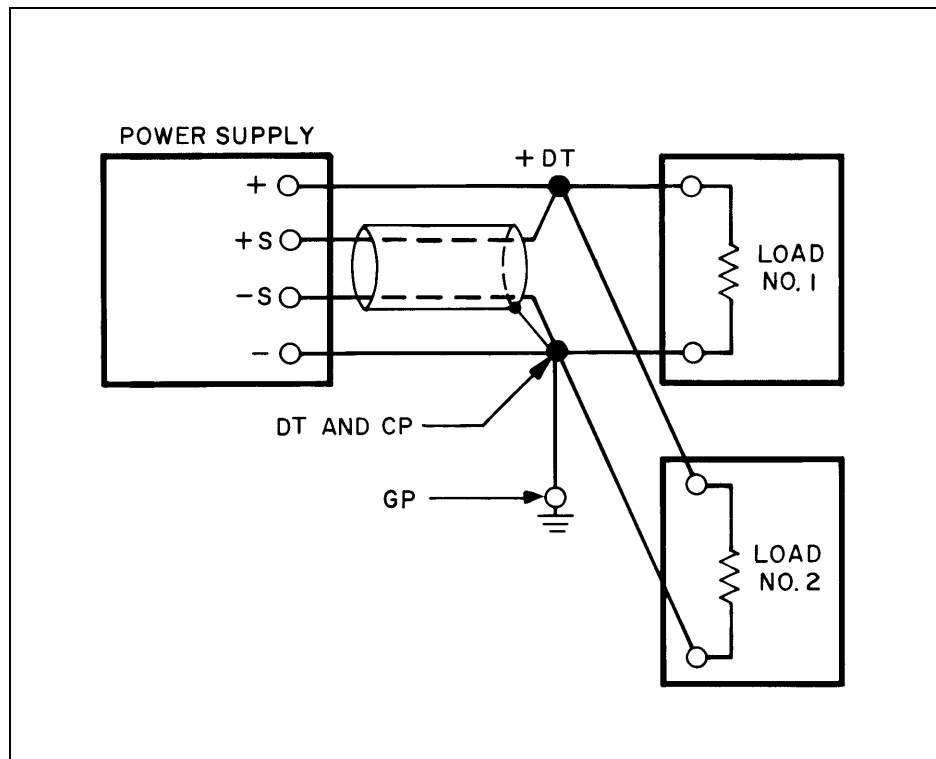 POWER SUPPLY
+ DT
+
+S
-S
-
LOAD
NO. 1
DT AND CP
GP
LOAD
NO. 2